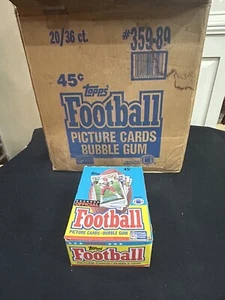 20/36 ct. #359-89
45¢
Topps
Football
PICTURE CARDS
BUBBLE GUM
45¢
Football
PICTURE CARDS-BUBBLE GUM
Topps
Football